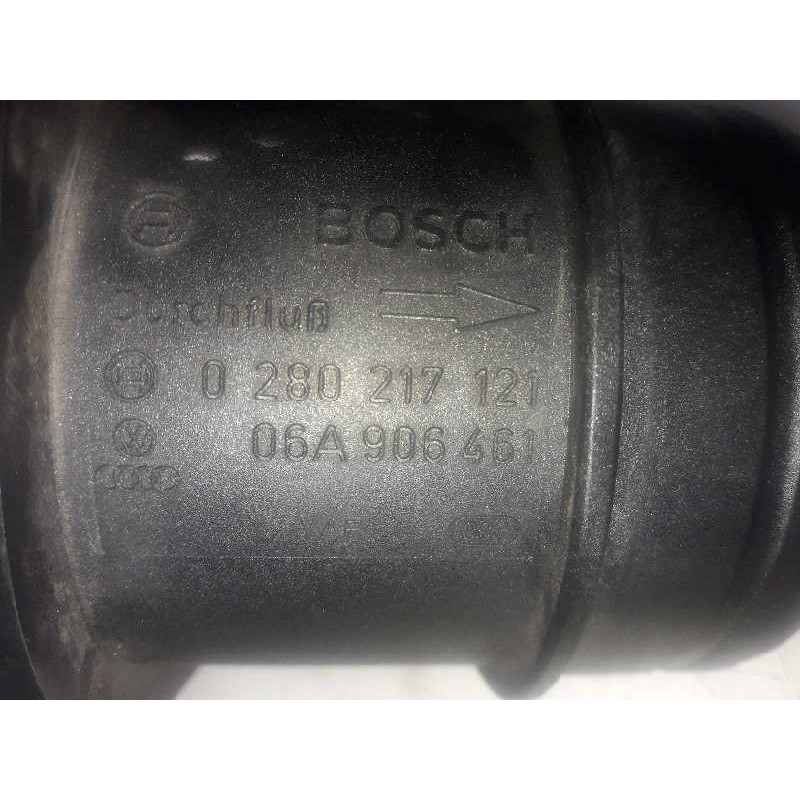 BOSCH
Durchfluß
0 280 217 121
06A 906 461